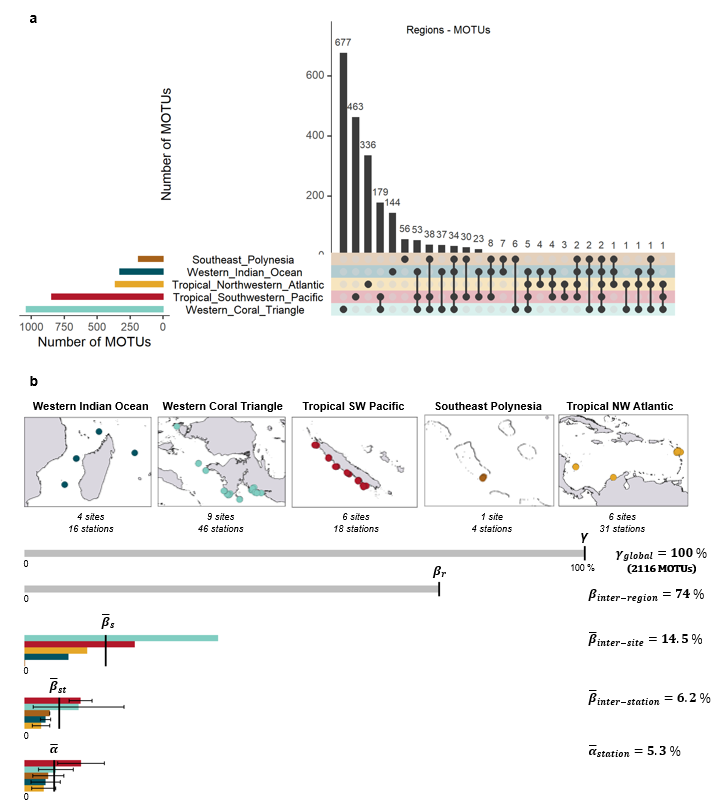 a
Regions - MOTUs
Number of MOTUs
600
400
200
0
677
463
336
179
144
56
53
38
37
34
30
23
8
7
6
5
4
4
3
2
2
2
1
1
1
1
1
Southeast_Polynesia
Western_Indian_Ocean
Tropical_Northwestern_Atlantic
Tropical_Southwestern_Pacific
Western_Coral_Triangle
1000 750 500 250 0
Number of MOTUs
b
Western Indian Ocean
Western Coral Triangle
Tropical SW Pacific
Southeast Polynesia
Tropical NW Atlantic
4 sites
16 stations
9 sites
46 stations
6 sites
18 stations
1 site
4 stations
6 sites
31 stations
γ
0
100 %
γglobal = 100 %
(2116 MOTUs)
βr
0
βinter−region = 74 %
β̅s
0
β̅inter−site = 14.5 %
β̅st
0
β̅inter−station = 6.2 %
α̅
0
α̅station = 5.3 %